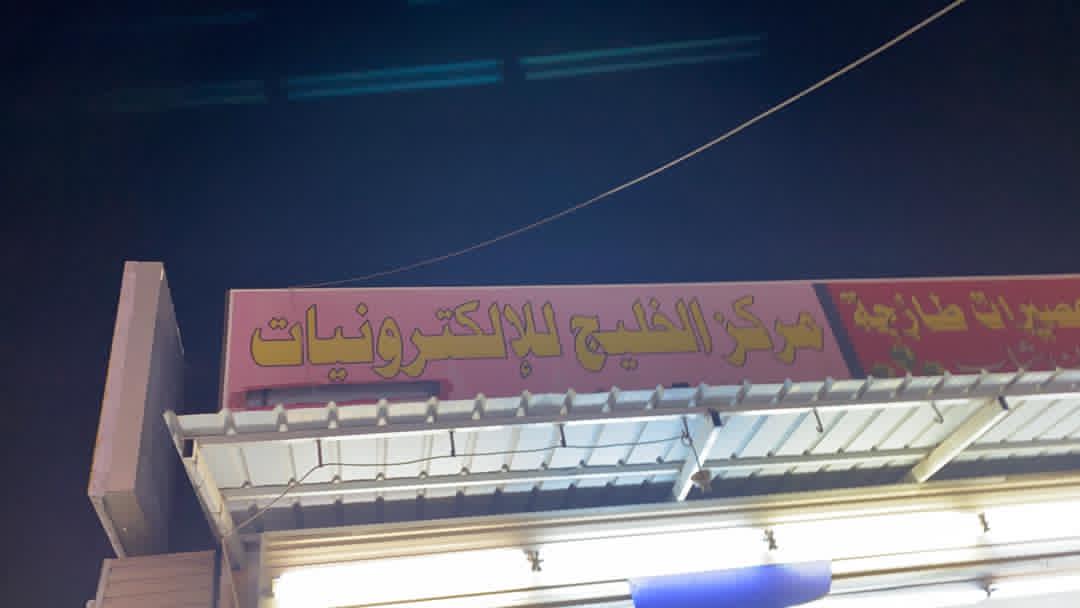 مركز الخليج للإلكترونيات
عصيرات طازجة